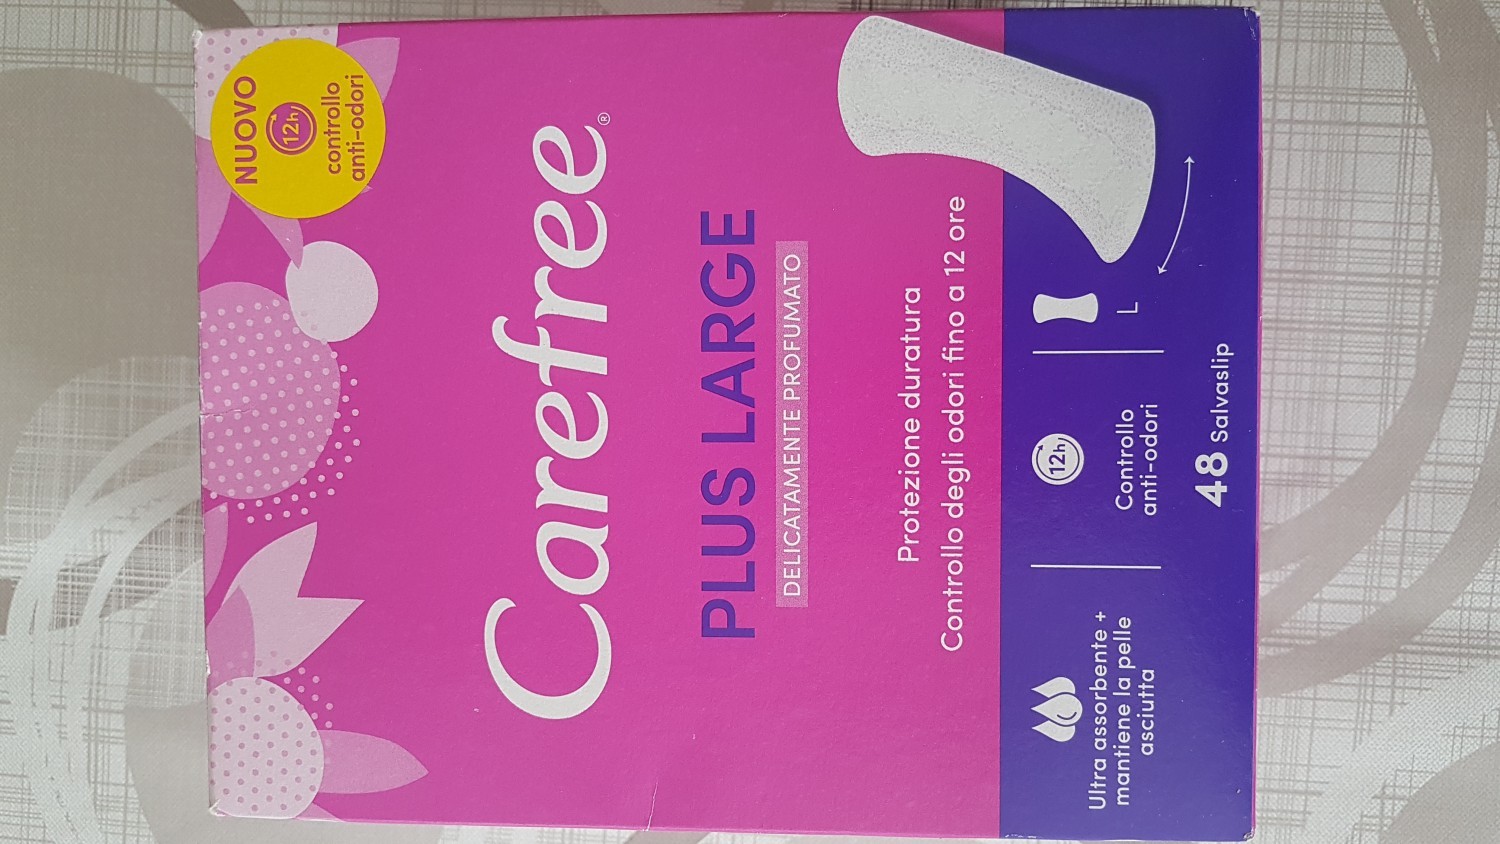 NUOVO
12h
controllo
anti-odori
Carefree®
PLUS LARGE
DELICATAMENTE PROFUMATO
Protezione duratura
Controllo degli odori fino a 12 ore
Ultra assorbente +
mantiene la pelle
asciutta
12h
Controllo
anti-odori
L
48 Salvaslip